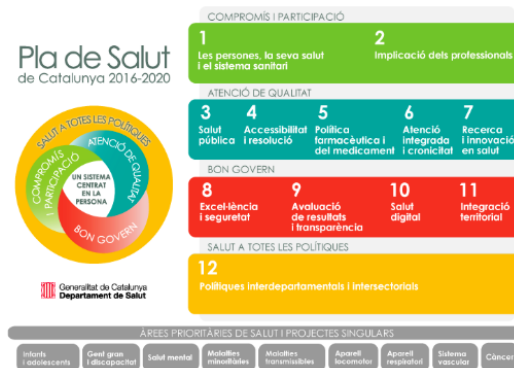 Pla de Salut
de Catalunya 2016-2020
SALUT A TOTES LES POLÍTIQUES
COMPROMÍS I PARTICIPACIÓ
ATENCIÓ DE QUALITAT
BON GOVERN
UN SISTEMA
CENTRAT
EN LA
PERSONA
Generalitat de Catalunya
Departament de Salut
COMPROMÍS I PARTICIPACIÓ
1
Les persones, la seva salut
i el sistema sanitari
2
Implicació dels professionals
ATENCIÓ DE QUALITAT
3
Salut
pública
4
Accessibilitat
i resolució
5
Política
farmacèutica i
del medicament
6
Atenció
integrada
i cronicitat
7
Recerca
i innovació
en salut
BON GOVERN
8
Excel·lència
i seguretat
9
Avaluació
de resultats
i transparència
10
Salut
digital
11
Integració
territorial
SALUT A TOTES LES POLÍTIQUES
12
Polítiques interdepartamentals i intersectorials
ÀREES PRIORITÀRIES DE SALUT I PROJECTES SINGULARS
Infants
i adolescents
Gent gran
i discapacitat
Salut mental
Malalties
minoritàries
Malalties
transmissibles
Aparell
locomotor
Aparell
respiratori
Sistema
vascular
Càncer